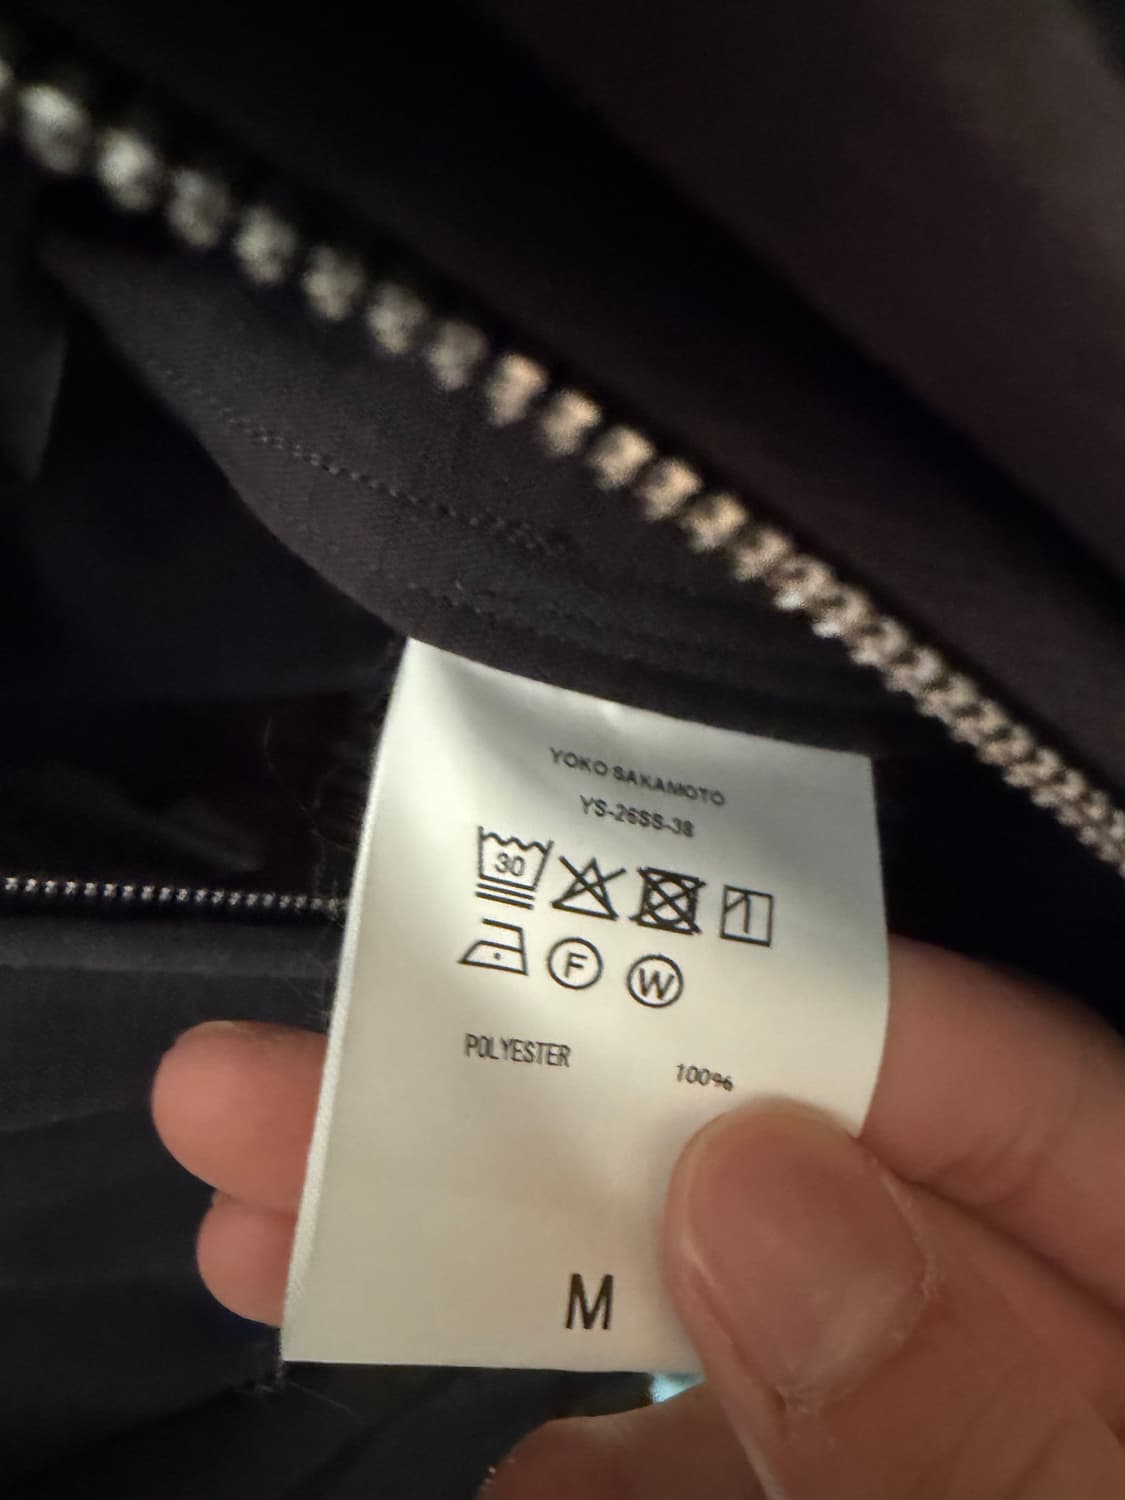 YOKO SAKAMOTO
YS-26SS-38
30
F W
POLYESTER 100%
M